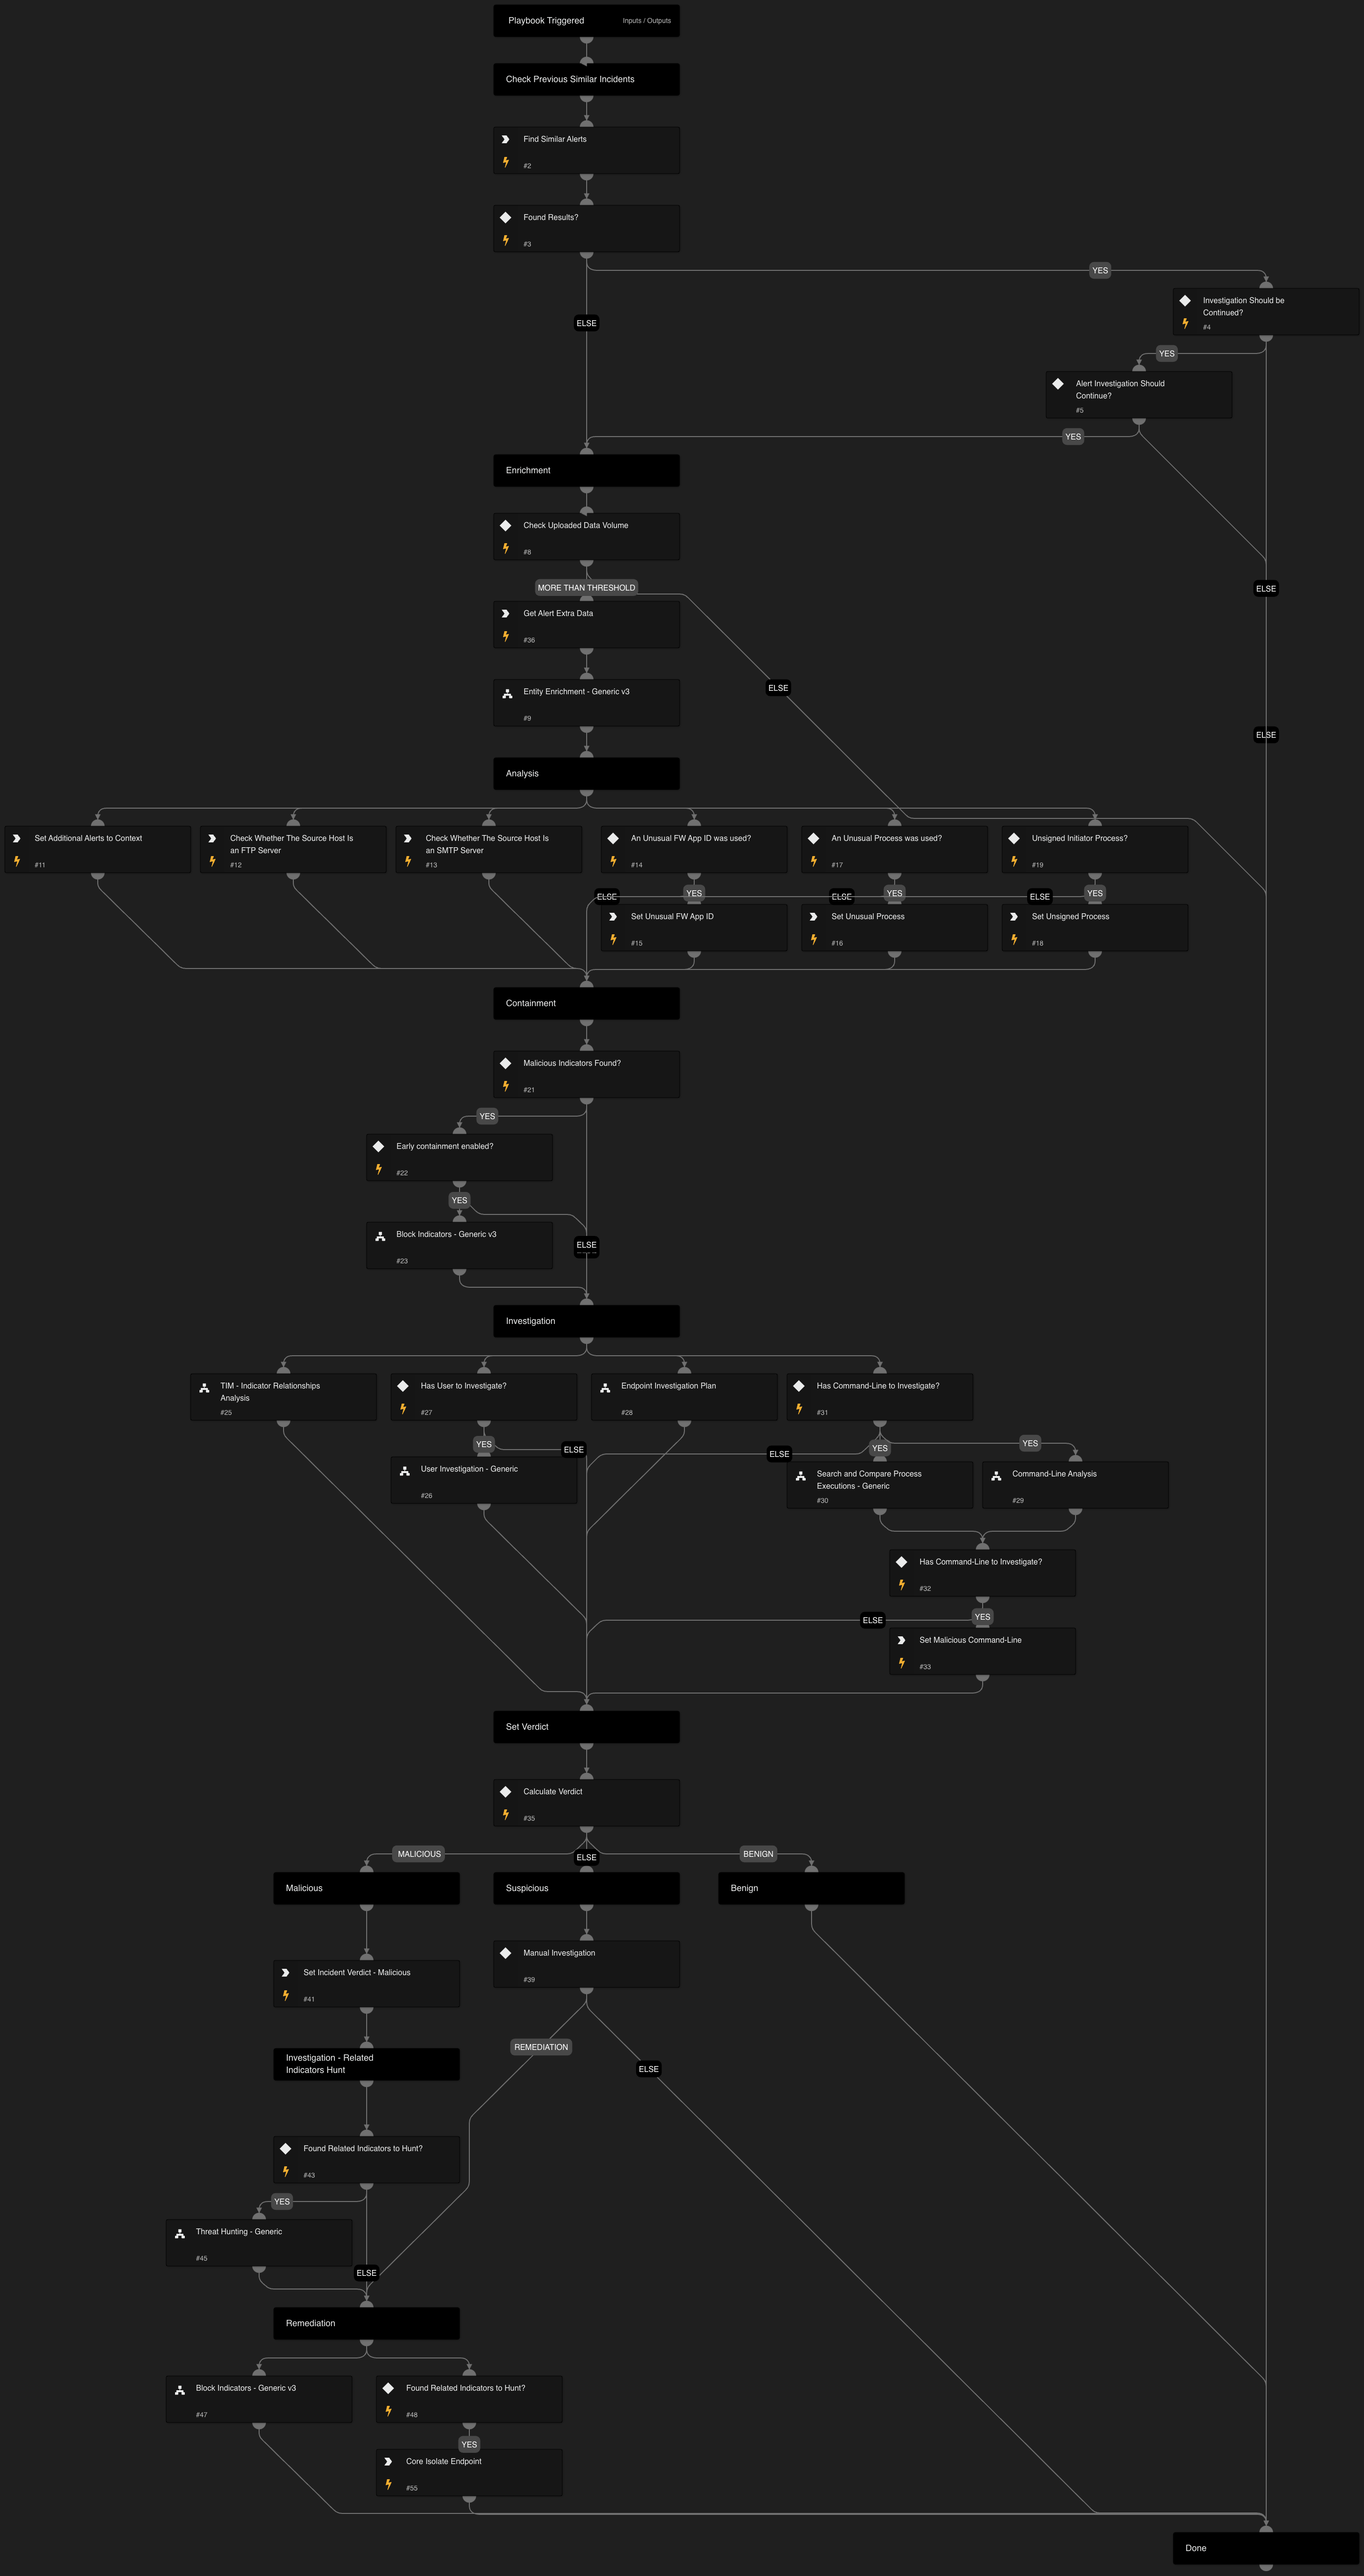 Playbook Triggered Inputs / Outputs
Check Previous Similar Incidents
Find Similar Alerts
#2
Found Results?
#3
YES
Investigation Should be
Continued?
#4
ELSE
YES
Alert Investigation Should
Continue?
#5
YES
Enrichment
Check Uploaded Data Volume
#8
MORE THAN THRESHOLD
ELSE
Get Alert Extra Data
#36
ELSE
Entity Enrichment - Generic v3
#9
ELSE
Analysis
Set Additional Alerts to Context
#11
Check Whether The Source Host Is
an FTP Server
#12
Check Whether The Source Host Is
an SMTP Server
#13
An Unusual FW App ID was used?
#14
An Unusual Process was used?
#17
Unsigned Initiator Process?
#19
ELSE
YES
ELSE
YES
ELSE
YES
Set Unusual FW App ID
#15
Set Unusual Process
#16
Set Unsigned Process
#18
Containment
Malicious Indicators Found?
#21
YES
Early containment enabled?
#22
YES
Block Indicators - Generic v3
#23
ELSE
Investigation
TIM - Indicator Relationships
Analysis
#25
Has User to Investigate?
#27
Endpoint Investigation Plan
#28
Has Command-Line to Investigate?
#31
YES
ELSE
ELSE
YES
YES
User Investigation - Generic
#26
Search and Compare Process
Executions - Generic
#30
Command-Line Analysis
#29
Has Command-Line to Investigate?
#32
ELSE
YES
Set Malicious Command-Line
#33
Set Verdict
Calculate Verdict
#35
MALICIOUS
ELSE
BENIGN
Malicious
Suspicious
Benign
Manual Investigation
#39
Set Incident Verdict - Malicious
#41
REMEDIATION
ELSE
Investigation - Related
Indicators Hunt
Found Related Indicators to Hunt?
#43
YES
Threat Hunting - Generic
#45
ELSE
Remediation
Block Indicators - Generic v3
#47
Found Related Indicators to Hunt?
#48
YES
Core Isolate Endpoint
#55
Done